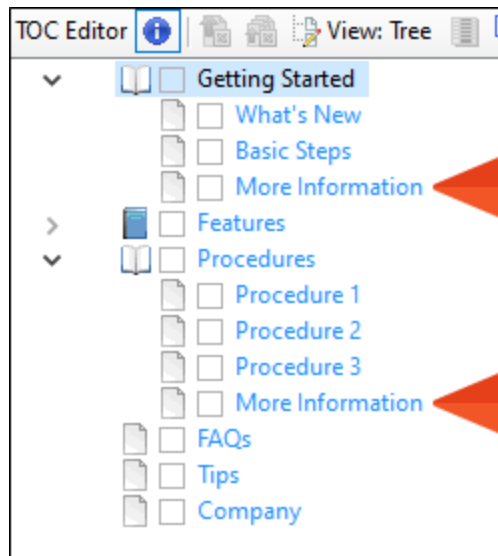 TOC Editor View: Tree
Getting Started
What's New
Basic Steps
More Information
Features
Procedures
Procedure 1
Procedure 2
Procedure 3
More Information
FAQs
Tips
Company